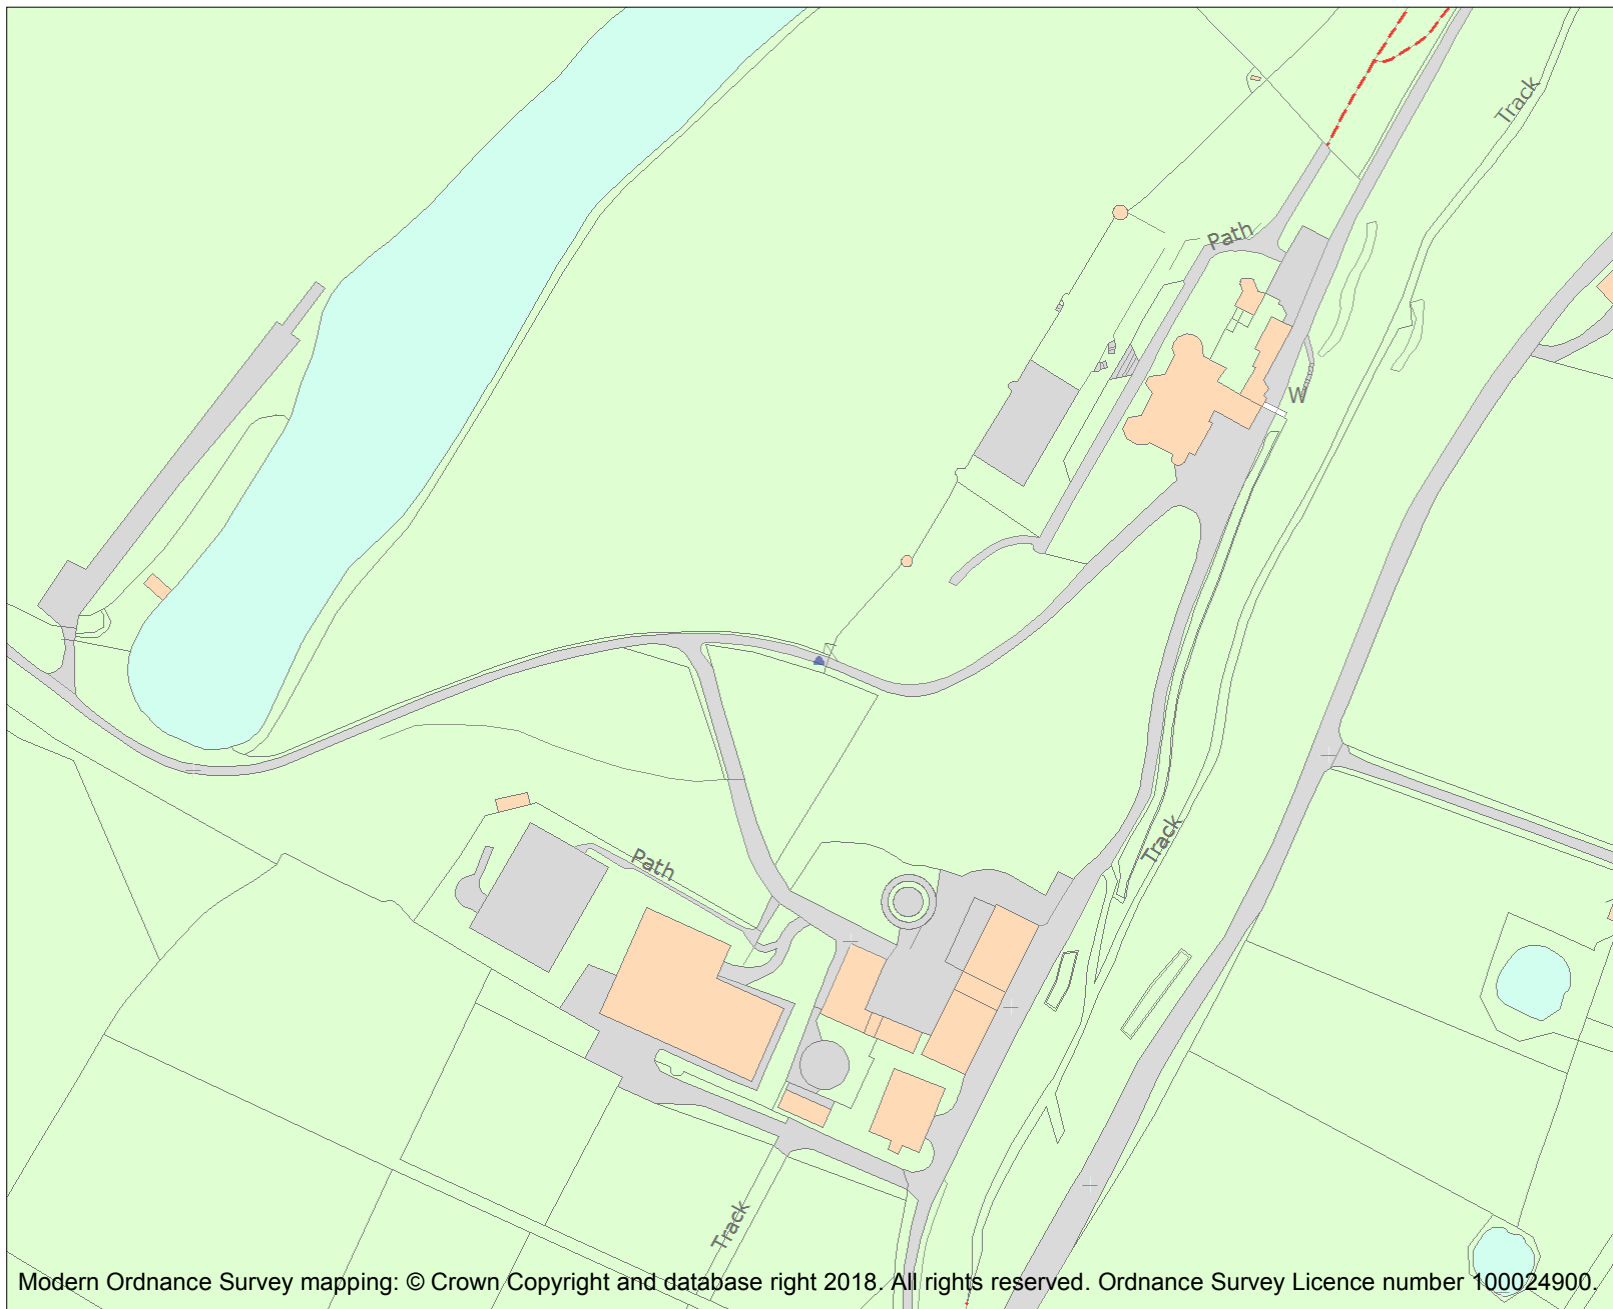 Track
Path
W
Track
Path
Track
Modern Ordnance Survey mapping: © Crown Copyright and database right 2018. All rights reserved. Ordnance Survey Licence number 100024900.